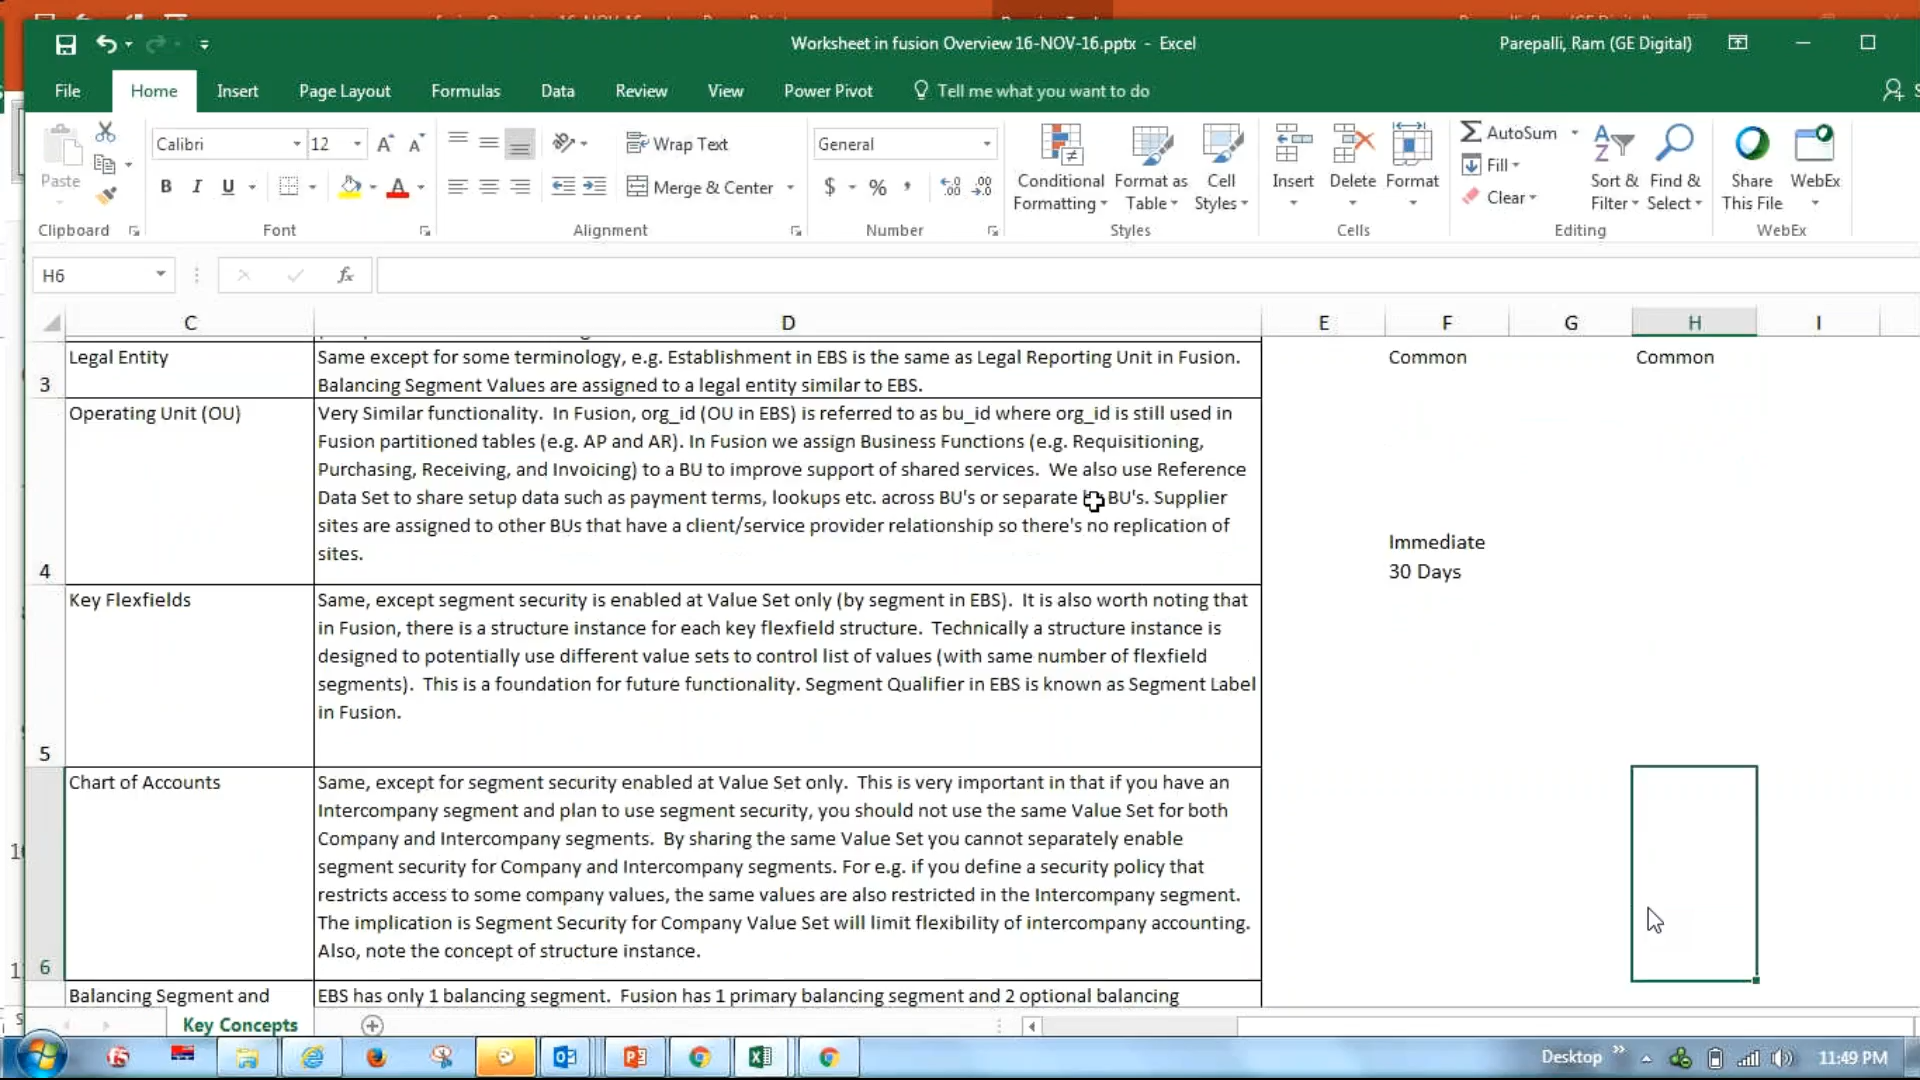 Worksheet in fusion Overview 16-NOV-16.pptx - Excel
Parepalli, Ram (GE Digital)
File
Home
Insert
Page Layout
Formulas
Data
Review
View
Power Pivot
Tell me what you want to do
Paste
Clipboard
Calibri
12
B I U
Font
Wrap Text
Merge & Center
Alignment
General
$ % ,
Number
Conditional
Formatting
Format as
Table
Cell
Styles
Styles
Insert
Delete
Format
Cells
AutoSum
Fill
Clear
Sort &
Filter
Find &
Select
Editing
Share
This File
WebEx
WebEx
H6
fx
C D E F G H I
3
Legal Entity
Same except for some terminology, e.g. Establishment in EBS is the same as Legal Reporting Unit in Fusion.
Balancing Segment Values are assigned to a legal entity similar to EBS.
Common
Common
4
Operating Unit (OU)
Very Similar functionality. In Fusion, org_id (OU in EBS) is referred to as bu_id where org_id is still used in
Fusion partitioned tables (e.g. AP and AR). In Fusion we assign Business Functions (e.g. Requisitioning,
Purchasing, Receiving, and Invoicing) to a BU to improve support of shared services. We also use Reference
Data Set to share setup data such as payment terms, lookups etc. across BU's or separate BU's. Supplier
sites are assigned to other BUs that have a client/service provider relationship so there's no replication of
sites.
Immediate
30 Days
5
Key Flexfields
Same, except segment security is enabled at Value Set only (by segment in EBS). It is also worth noting that
in Fusion, there is a structure instance for each key flexfield structure. Technically a structure instance is
designed to potentially use different value sets to control list of values (with same number of flexfield
segments). This is a foundation for future functionality. Segment Qualifier in EBS is known as Segment Label
in Fusion.
6
Chart of Accounts
Same, except for segment security enabled at Value Set only. This is very important in that if you have an
Intercompany segment and plan to use segment security, you should not use the same Value Set for both
Company and Intercompany segments. By sharing the same Value Set you cannot separately enable
segment security for Company and Intercompany segments. For e.g. if you define a security policy that
restricts access to some company values, the same values are also restricted in the Intercompany segment.
The implication is Segment Security for Company Value Set will limit flexibility of intercompany accounting.
Also, note the concept of structure instance.
Balancing Segment and
EBS has only 1 balancing segment. Fusion has 1 primary balancing segment and 2 optional balancing
Key Concepts
Desktop
11:49 PM